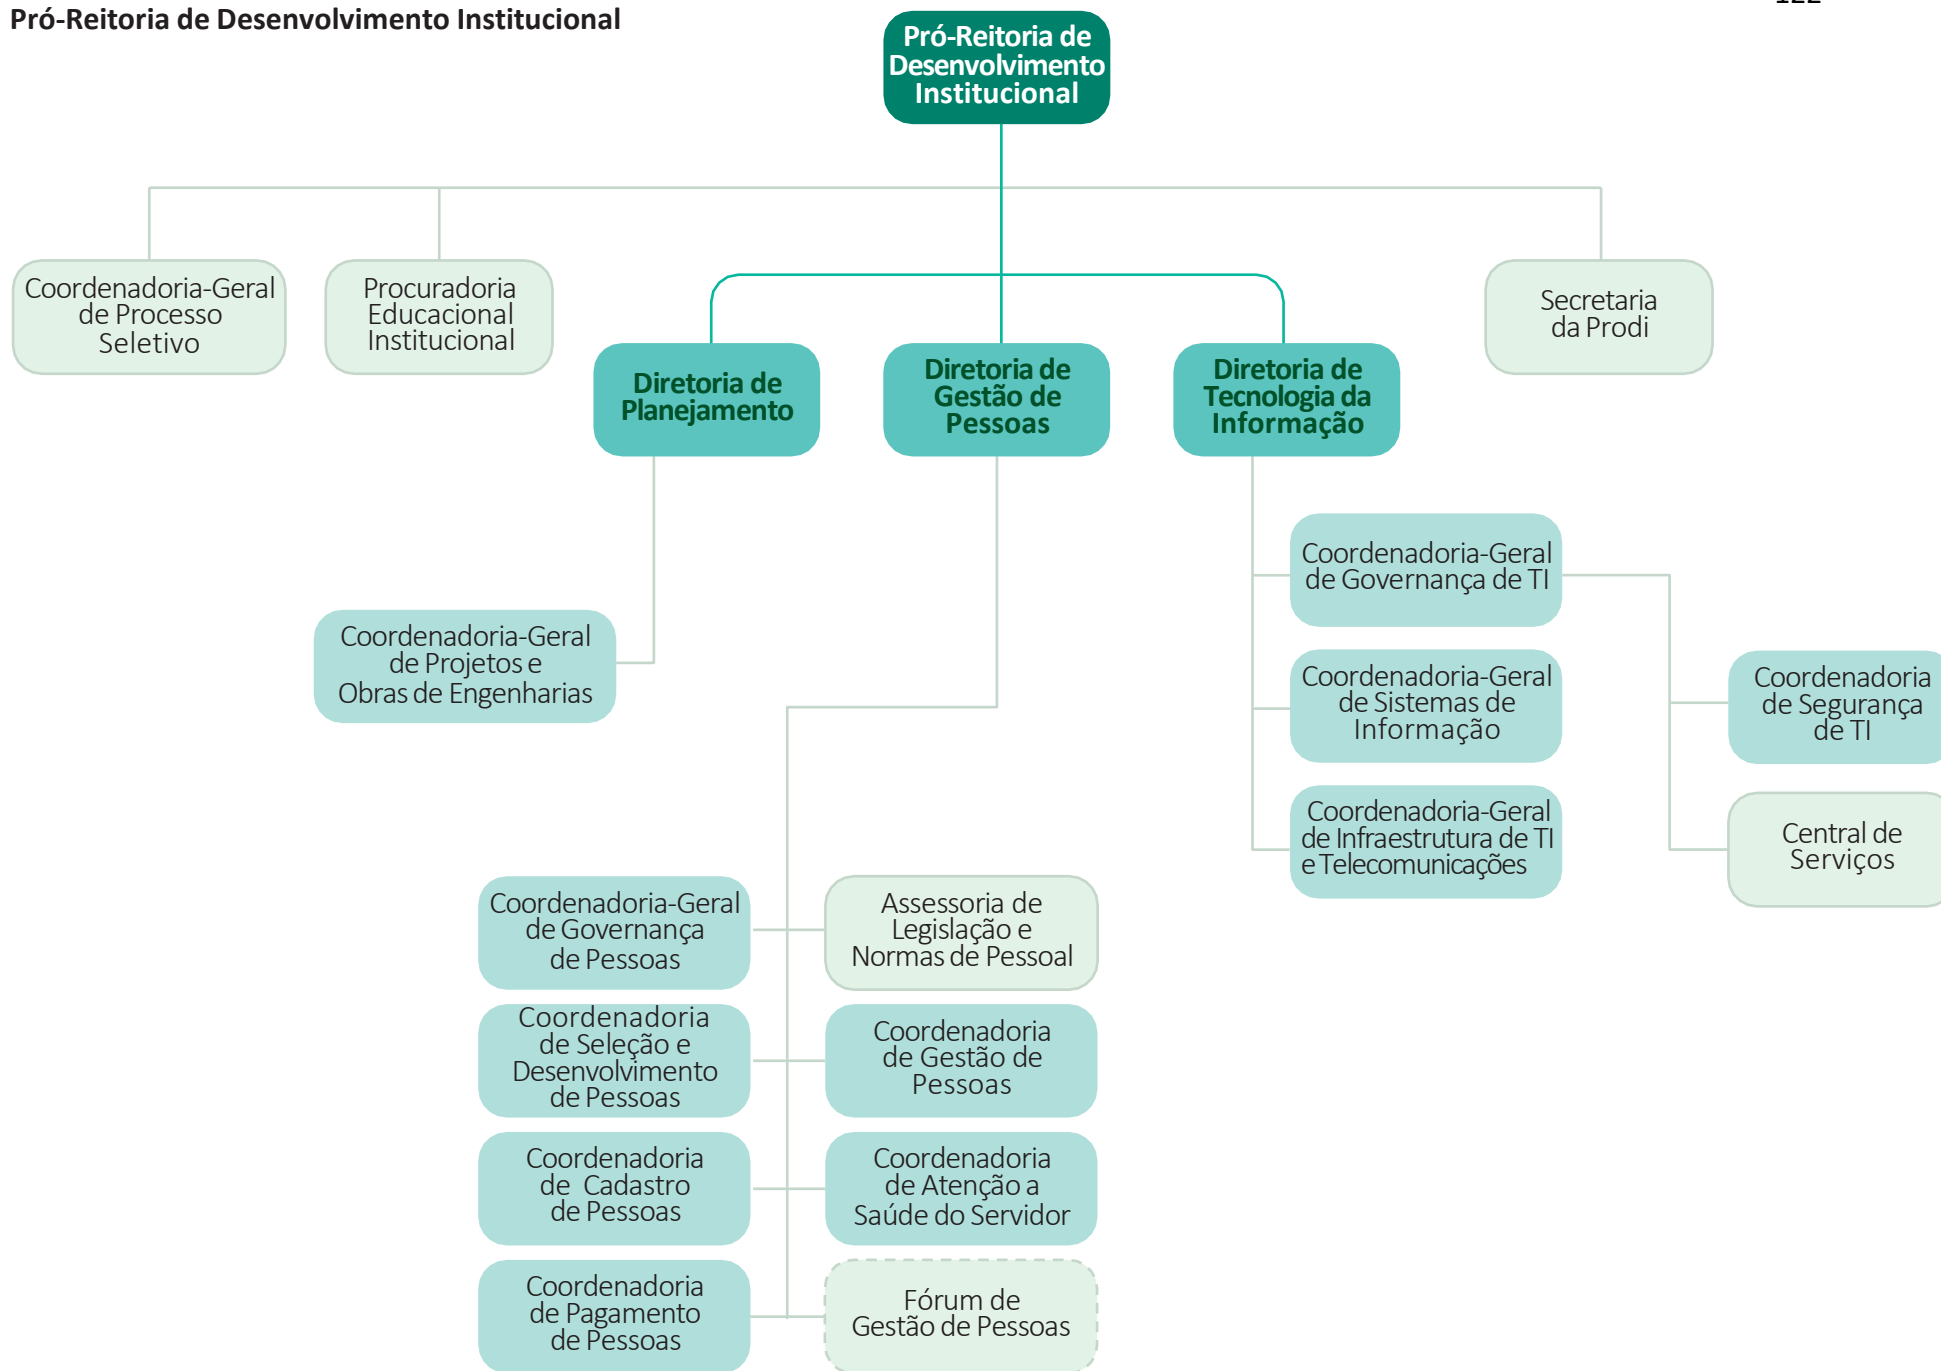 Pró-Reitoria de Desenvolvimento Institucional
122
Pró-Reitoria de
Desenvolvimento
Institucional
Coordenadoria-Geral
de Processo
Seletivo
Procuradoria
Educacional
Institucional
Secretaria
da Prodi
Diretoria de
Planejamento
Diretoria de
Gestão de
Pessoas
Diretoria de
Tecnologia da
Informação
Coordenadoria-Geral
de Projetos e
Obras de Engenharias
Coordenadoria-Geral
de Governança de TI
Coordenadoria-Geral
de Sistemas de
Informação
Coordenadoria-Geral
de Infraestrutura de TI
e Telecomunicações
Coordenadoria
de Segurança
de TI
Central de
Serviços
Coordenadoria-Geral
de Governança
de Pessoas
Assessoria de
Legislação e
Normas de Pessoal
Coordenadoria
de Seleção e
Desenvolvimento
de Pessoas
Coordenadoria
de Gestão de
Pessoas
Coordenadoria
de Cadastro
de Pessoas
Coordenadoria
de Atenção a
Saúde do Servidor
Coordenadoria
de Pagamento
de Pessoas
Fórum de
Gestão de Pessoas